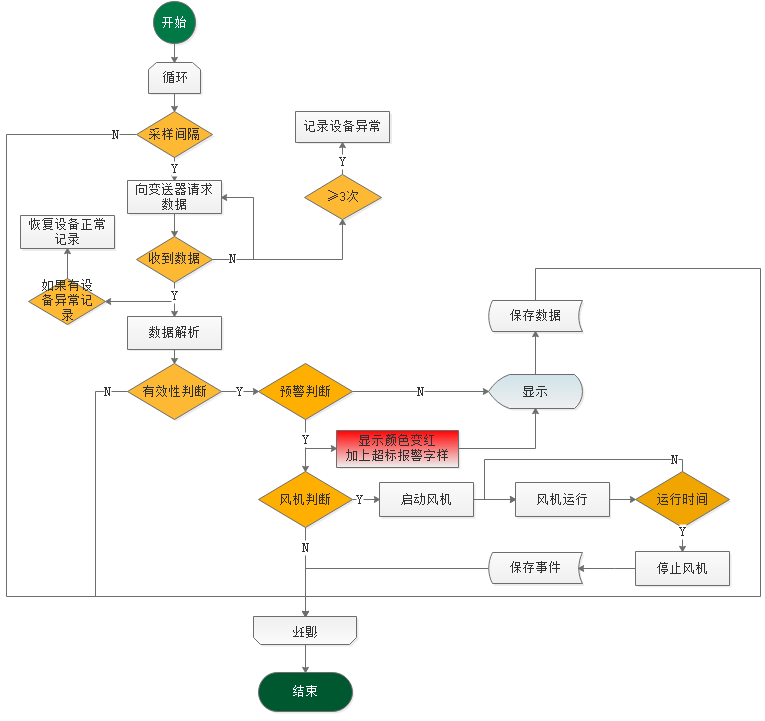 开始
循环
N
采样间隔
记录设备异常
Y
Y
向变送器请求
数据
≥3次
恢复设备正常
记录
收到数据
N
如果有设
备异常记
录
Y
数据解析
保存数据
N
有效性判断
Y
预警判断
N
显示
Y
显示颜色变红
加上超标报警字样
N
风机判断
Y
启动风机
风机运行
运行时间
Y
N
保存事件
停止风机
循环
结束